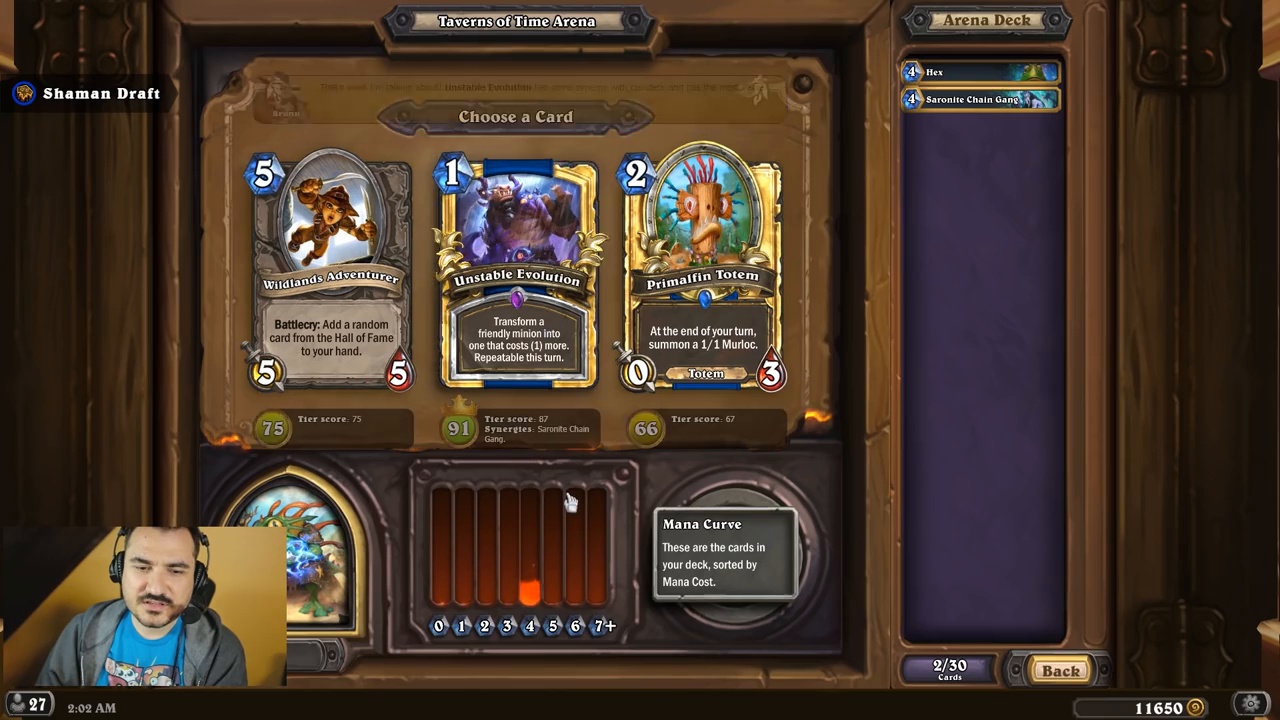 Taverns of Time Arena
Arena Deck
4 Hex
4 Saronite Chain Gang
Shaman Draft
Choose a Card
5
1
2
Wildlands Adventurer
Unstable Evolution
Primalfin Totem
Battlecry: Add a random
card from the Hall of Fame
to your hand.
Transform a
friendly minion into
one that costs (1) more.
Repeatable this turn.
At the end of your turn,
summon a 1/1 Murloc.
Totem
5
5
0
3
75
Tier score: 75
91
Tier score: 87
Synergies: Saronite Chain
Gang.
66
Tier score: 67
Mana Curve
These are the cards in
your deck, sorted by
Mana Cost.
0 1 2 3 4 5 6 7+
2/30
Cards
Back
27
2:02 AM
11650